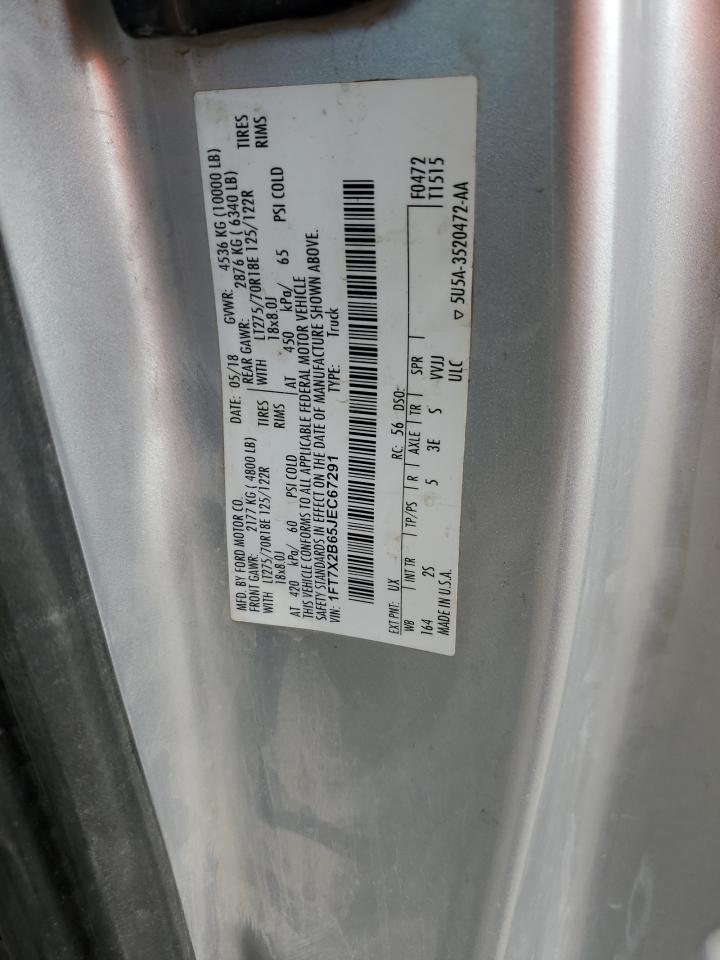 MFD. BY FORD MOTOR CO.
DATE: 05/18 GVWR: 4536 KG (10000 LB)
FRONT GAWR: 2177 KG ( 4800 LB) REAR GAWR: 2876 KG ( 6340 LB)
WITH LT275/70R18E 125/122R TIRES WITH LT275/70R18E 125/122R TIRES
18x8.0J RIMS 18x8.0J RIMS
AT 420 kPa/ 60 PSI COLD AT 450 kPa/ 65 PSI COLD
THIS VEHICLE CONFORMS TO ALL APPLICABLE FEDERAL MOTOR VEHICLE
SAFETY STANDARDS IN EFFECT ON THE DATE OF MANUFACTURE SHOWN ABOVE.
VIN: 1FT7X2B65JEC67291 TYPE: Truck
EXT PNT: UX RC: 56 DSO: F0472
WB INT TR TP/PS R AXLE TR SPR T1515
164 2S 5 3E S VVJJ
MADE IN U.S.A. ULC ▽ 5U5A-3520472-AA